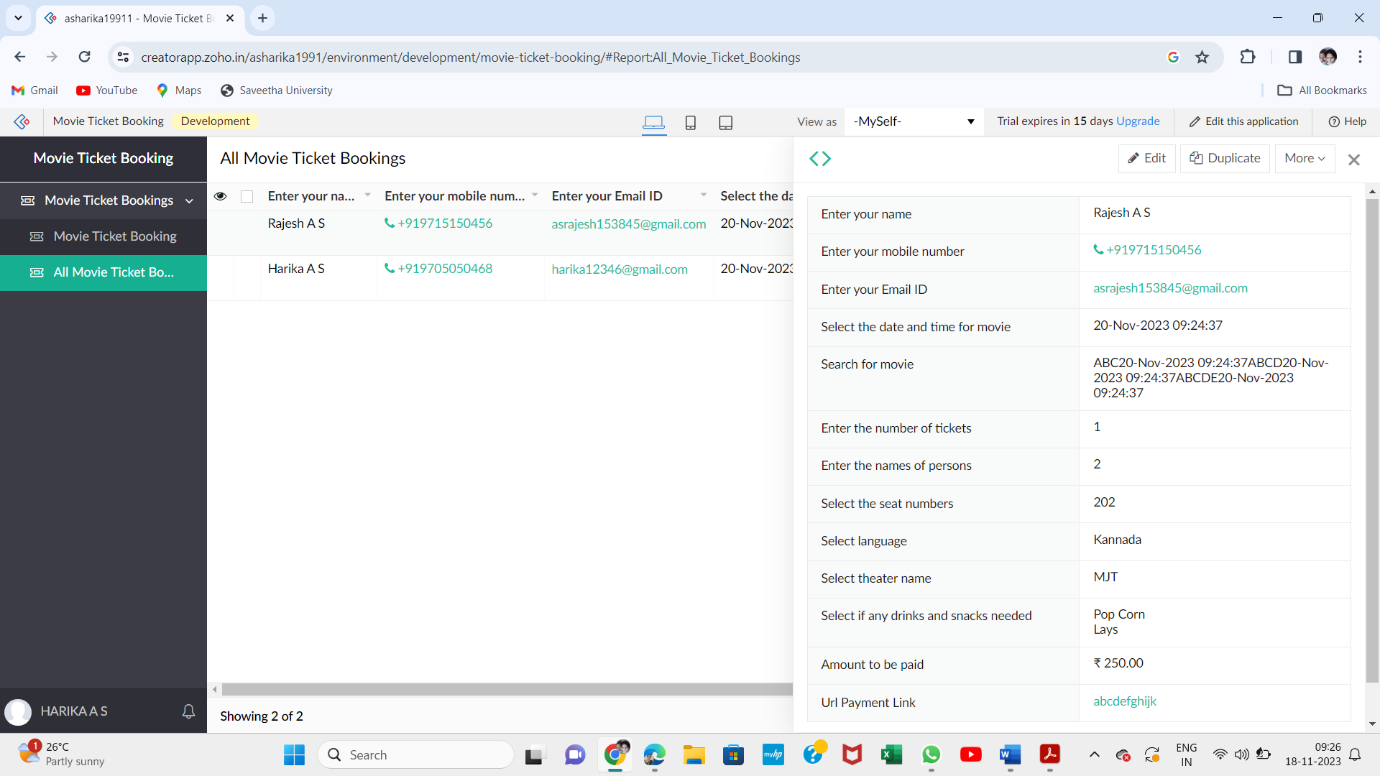 asharika19911 - Movie Ticket B
creatorapp.zoho.in/asharika1991/environment/development/movie-ticket-booking/#Report:All_Movie_Ticket_Bookings
Gmail YouTube Maps Saveetha University All Bookmarks
Movie Ticket Booking Development View as -MySelf- Trial expires in 15 days Upgrade Edit this application Help
Movie Ticket Booking
Movie Ticket Bookings
Movie Ticket Booking
All Movie Ticket Bo...
HARIKA A S
All Movie Ticket Bookings
Enter your na... Enter your mobile num... Enter your Email ID Select the da
Rajesh A S +919715150456 asrajesh153845@gmail.com 20-Nov-2023
Harika A S +919705050468 harika12346@gmail.com 20-Nov-2023
Showing 2 of 2
Edit Duplicate More
Enter your name Rajesh A S
Enter your mobile number +919715150456
Enter your Email ID asrajesh153845@gmail.com
Select the date and time for movie 20-Nov-2023 09:24:37
Search for movie ABC20-Nov-2023 09:24:37ABCD20-Nov-
2023 09:24:37ABCDE20-Nov-2023
09:24:37
Enter the number of tickets 1
Enter the names of persons 2
Select the seat numbers 202
Select language Kannada
Select theater name MJT
Select if any drinks and snacks needed Pop Corn
Lays
Amount to be paid ₹ 250.00
Url Payment Link abcdefghijk
1 26°C
Partly sunny
Search
myhp
ENG
IN
09:26
18-11-2023